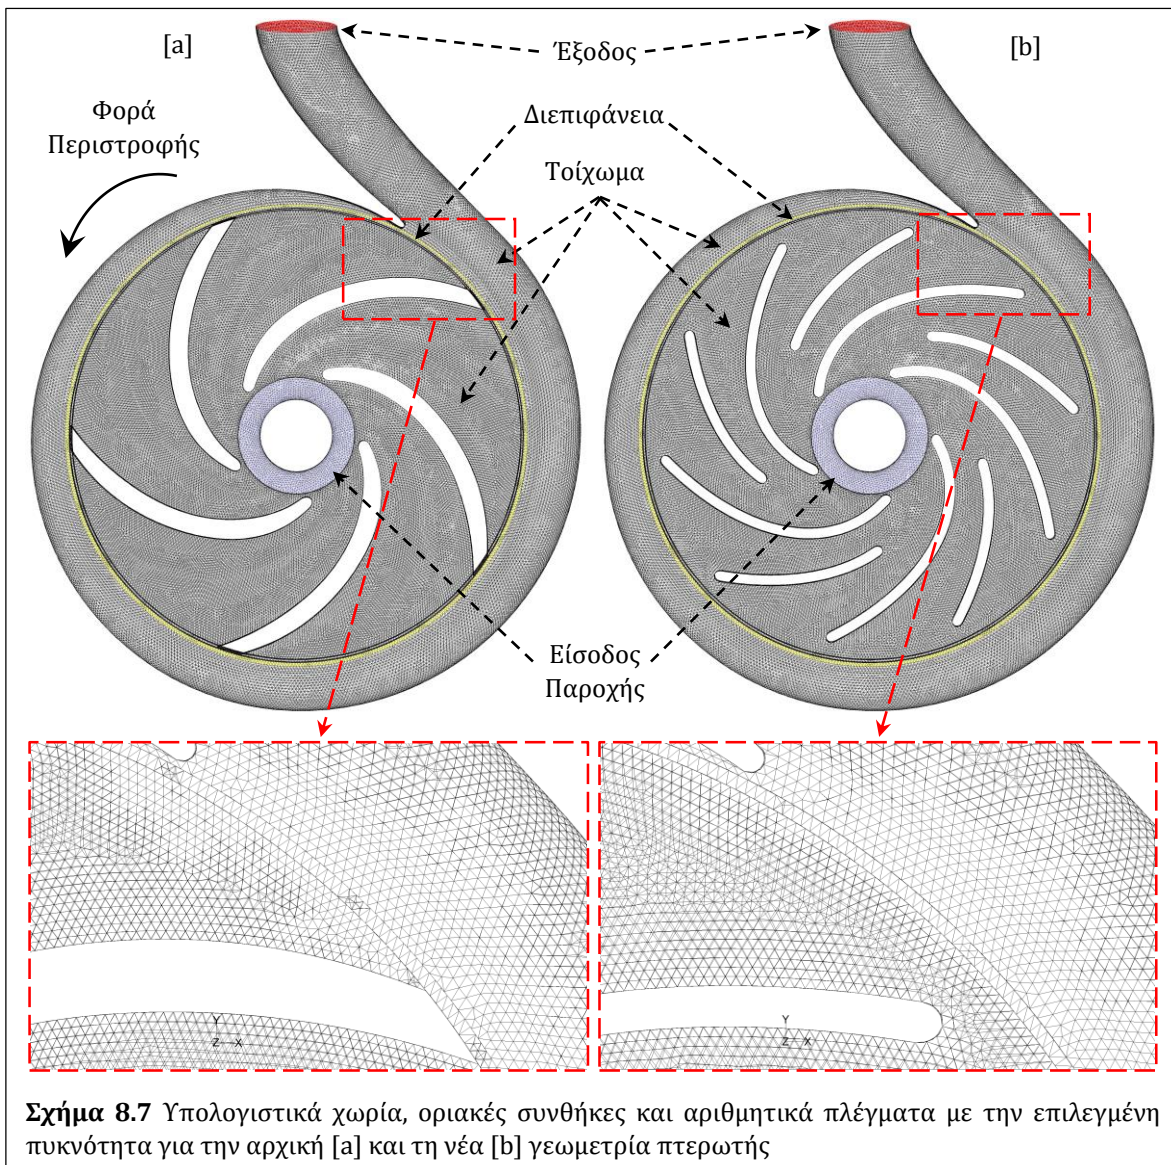 [a]
Έξοδος
[b]
Φορά
Περιστροφής
Διεπιφάνεια
Τοίχωμα
Είσοδος
Παροχής
Y
Z X
Y
Z X
Σχήμα 8.7 Υπολογιστικά χωρία, οριακές συνθήκες και αριθμητικά πλέγματα με την επιλεγμένη
πυκνότητα για την αρχική [a] και τη νέα [b] γεωμετρία πτερωτής